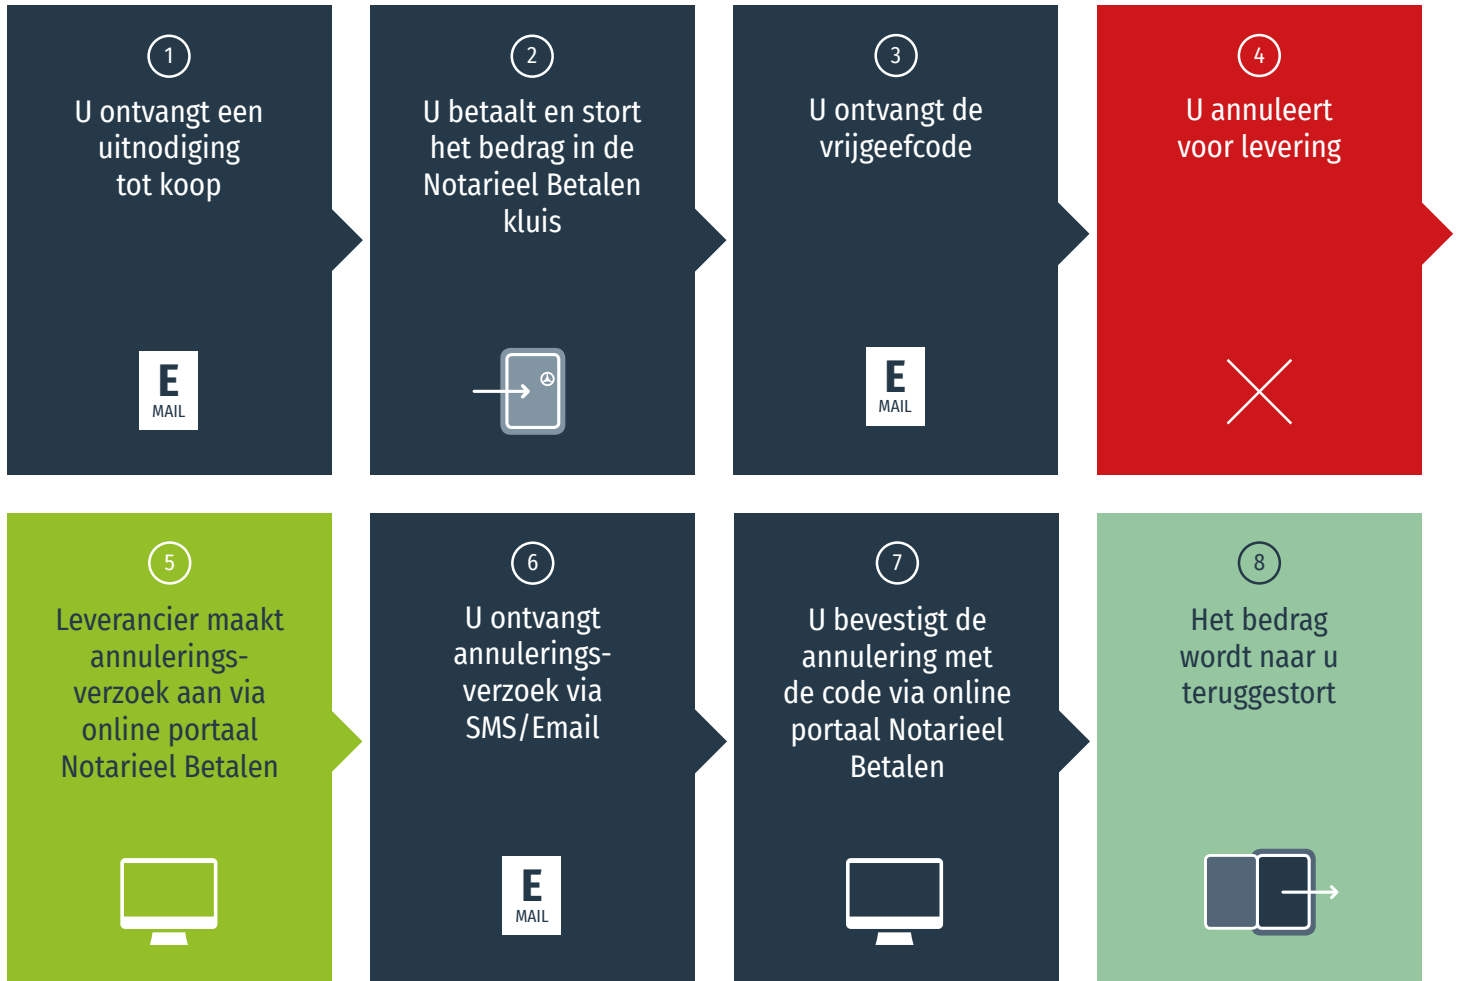 1
U ontvangt een
uitnodiging
tot koop
E
MAIL
2
U betaalt en stort
het bedrag in de
Notarieel Betalen
kluis
3
U ontvangt de
vrijgeefcode
E
MAIL
4
U annuleert
voor levering
5
Leverancier maakt
annulerings-
verzoek aan via
online portaal
Notarieel Betalen
6
U ontvangt
annulerings-
verzoek via
SMS/Email
E
MAIL
7
U bevestigt de
annulering met
de code via online
portaal Notarieel
Betalen
8
Het bedrag
wordt naar u
teruggestort